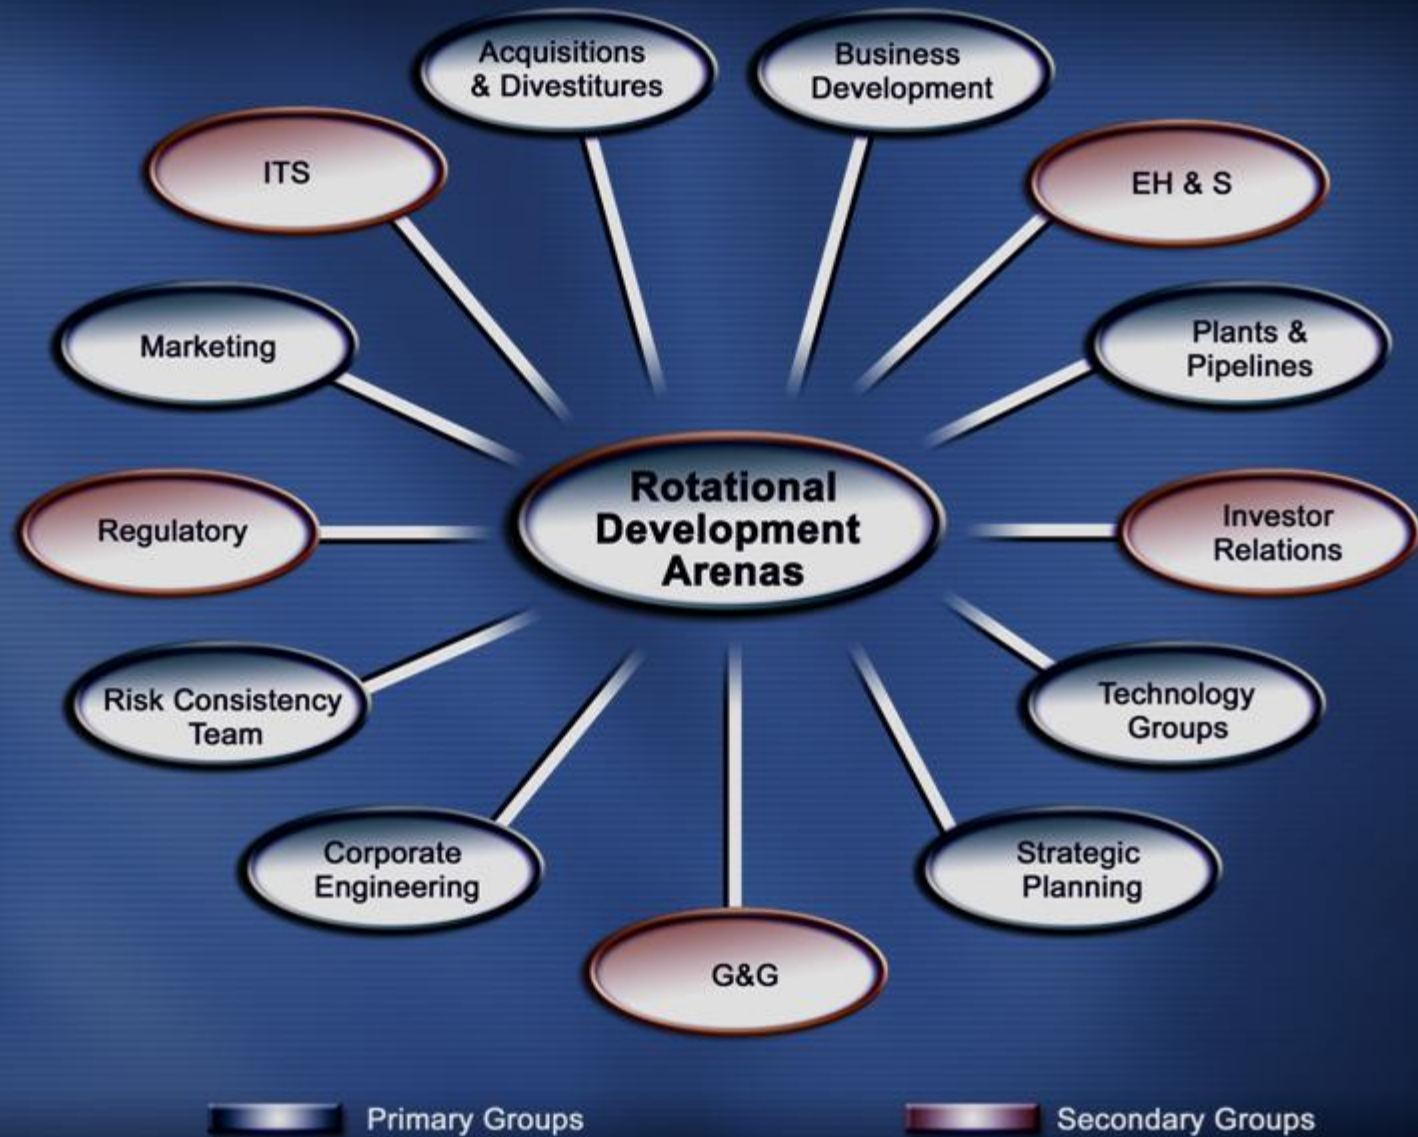 Acquisitions
& Divestitures
Business
Development
ITS
EH & S
Marketing
Plants &
Pipelines
Rotational
Development
Arenas
Regulatory
Investor
Relations
Risk Consistency
Team
Technology
Groups
Corporate
Engineering
Strategic
Planning
G&G
Primary Groups
Secondary Groups